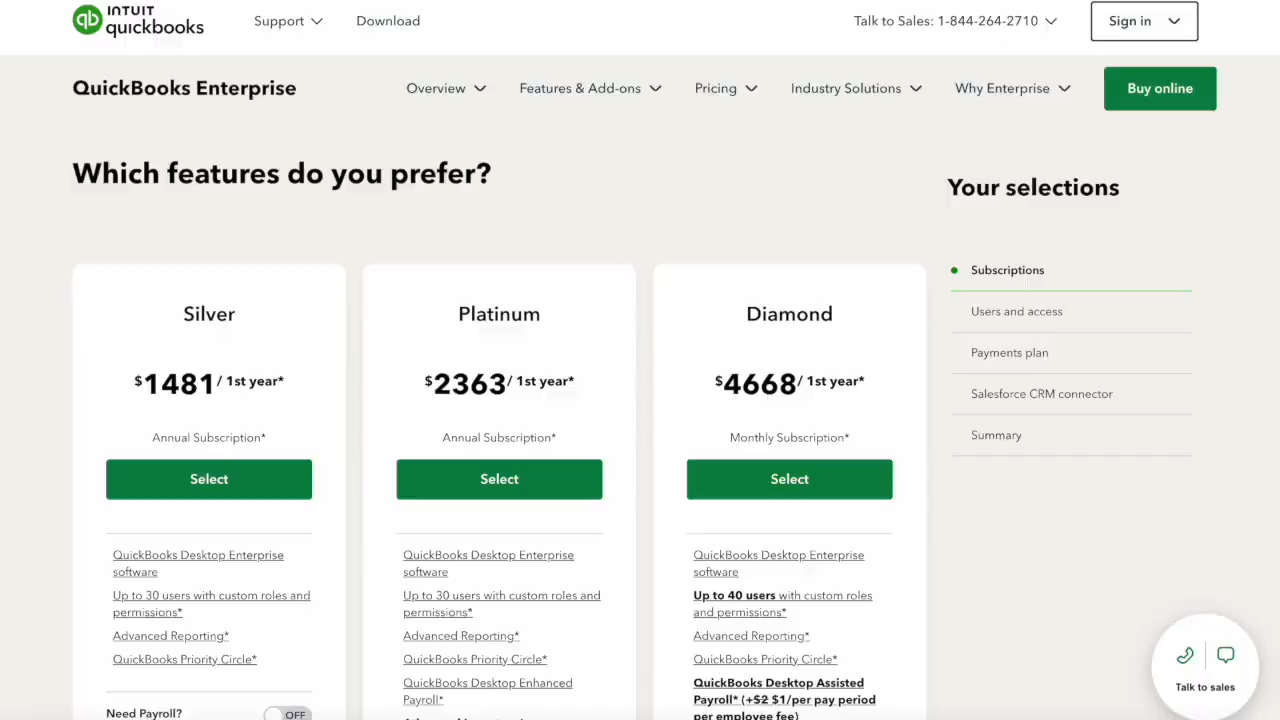 INTUIT
quickbooks
Support
Download
Talk to Sales: 1-844-264-2710
Sign in
QuickBooks Enterprise
Overview
Features & Add-ons
Pricing
Industry Solutions
Why Enterprise
Buy online
Which features do you prefer?
Your selections
Subscriptions
Users and access
Payments plan
Salesforce CRM connector
Summary
Silver
$1481/ 1st year*
Annual Subscription*
Select
QuickBooks Desktop Enterprise
software
Up to 30 users with custom roles and
permissions*
Advanced Reporting*
QuickBooks Priority Circle*
Need Payroll?
OFF
Platinum
$2363/ 1st year*
Annual Subscription*
Select
QuickBooks Desktop Enterprise
software
Up to 30 users with custom roles and
permissions*
Advanced Reporting*
QuickBooks Priority Circle*
QuickBooks Desktop Enhanced
Payroll*
Diamond
$4668/ 1st year*
Monthly Subscription*
Select
QuickBooks Desktop Enterprise
software
Up to 40 users with custom roles
and permissions*
Advanced Reporting*
QuickBooks Priority Circle*
QuickBooks Desktop Assisted
Payroll* (+$2 $1/per pay period
per employee fee)
Talk to sales